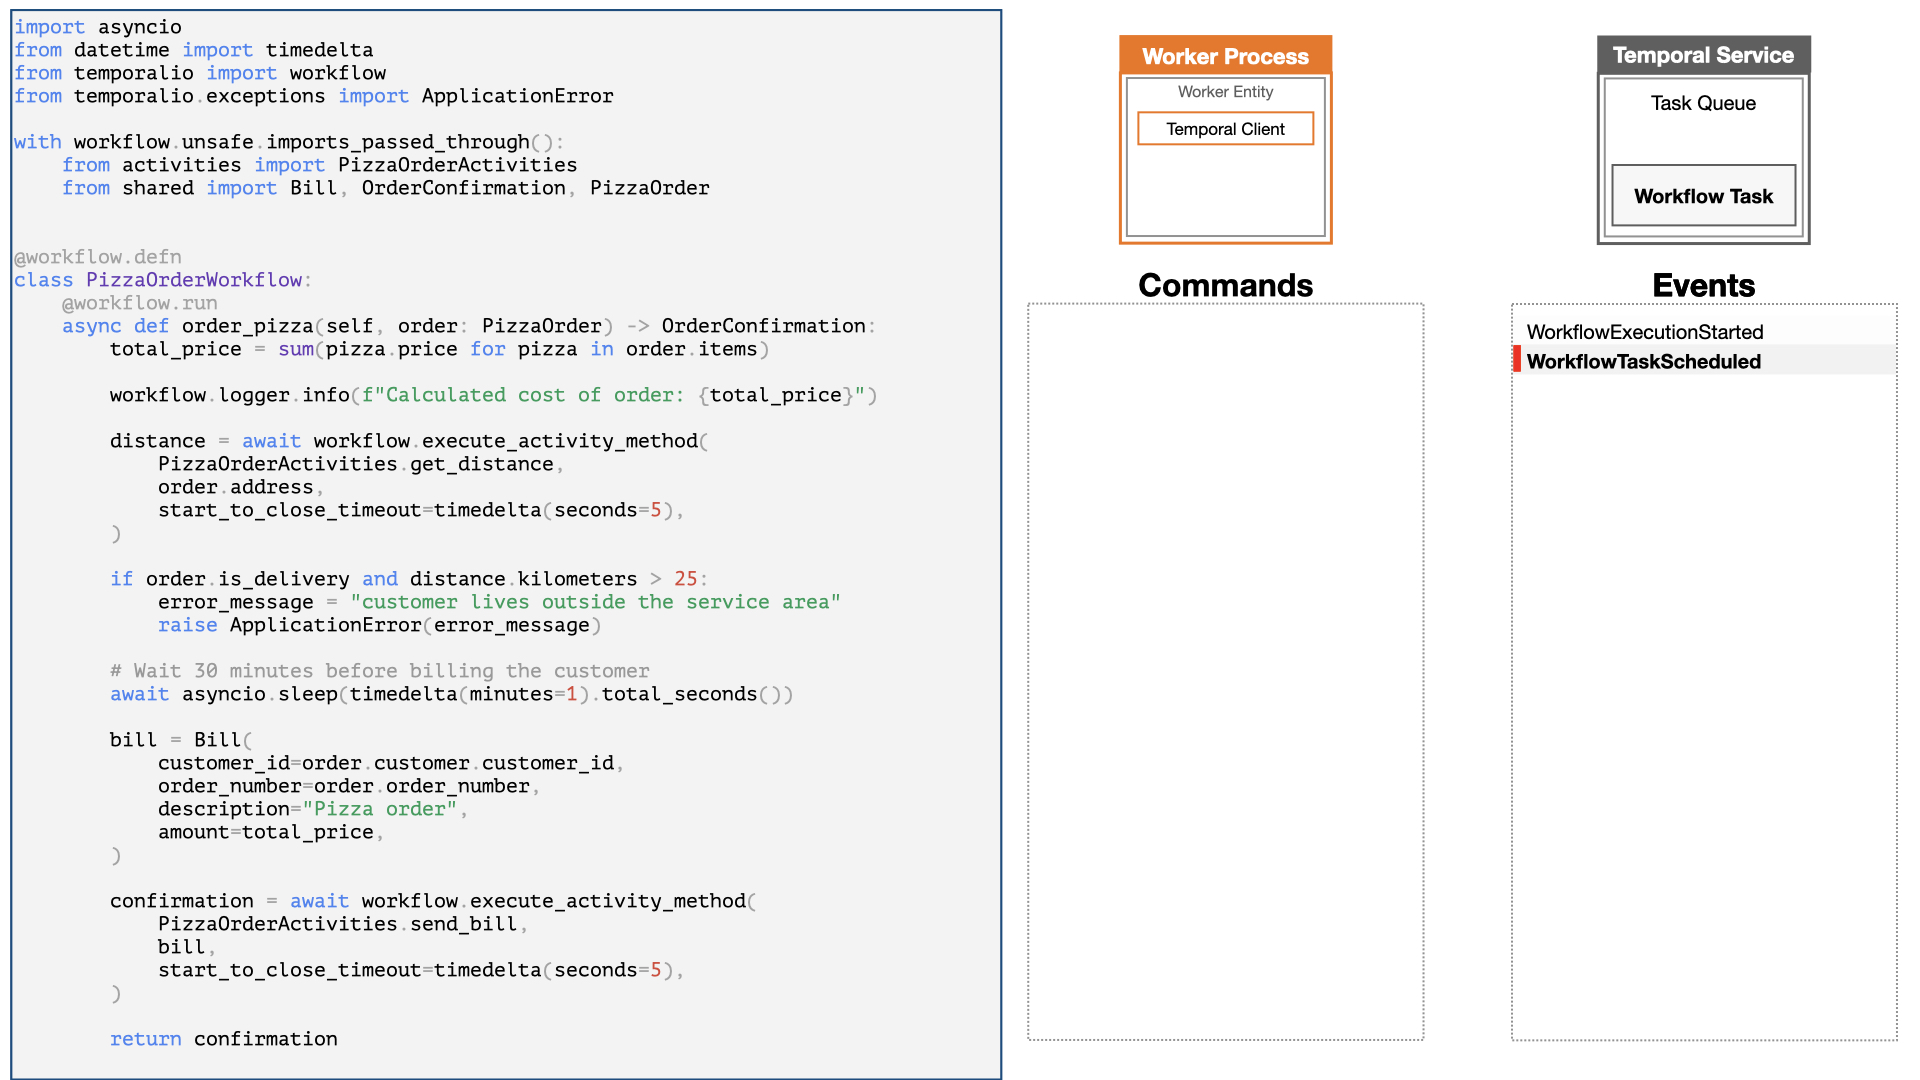 import asyncio
from datetime import timedelta
from temporalio import workflow
from temporalio.exceptions import ApplicationError

with workflow.unsafe.imports_passed_through():
    from activities import PizzaOrderActivities
    from shared import Bill, OrderConfirmation, PizzaOrder


@workflow.defn
class PizzaOrderWorkflow:
    @workflow.run
    async def order_pizza(self, order: PizzaOrder) -> OrderConfirmation:
        total_price = sum(pizza.price for pizza in order.items)

        workflow.logger.info(f"Calculated cost of order: {total_price}")

        distance = await workflow.execute_activity_method(
            PizzaOrderActivities.get_distance,
            order.address,
            start_to_close_timeout=timedelta(seconds=5),
        )

        if order.is_delivery and distance.kilometers > 25:
            error_message = "customer lives outside the service area"
            raise ApplicationError(error_message)

        # Wait 30 minutes before billing the customer
        await asyncio.sleep(timedelta(minutes=1).total_seconds())

        bill = Bill(
            customer_id=order.customer.customer_id,
            order_number=order.order_number,
            description="Pizza order",
            amount=total_price,
        )

        confirmation = await workflow.execute_activity_method(
            PizzaOrderActivities.send_bill,
            bill,
            start_to_close_timeout=timedelta(seconds=5),
        )

        return confirmation
Worker Process
Worker Entity
Temporal Client
Temporal Service
Task Queue
Workflow Task
Commands
Events
WorkflowExecutionStarted
WorkflowTaskScheduled